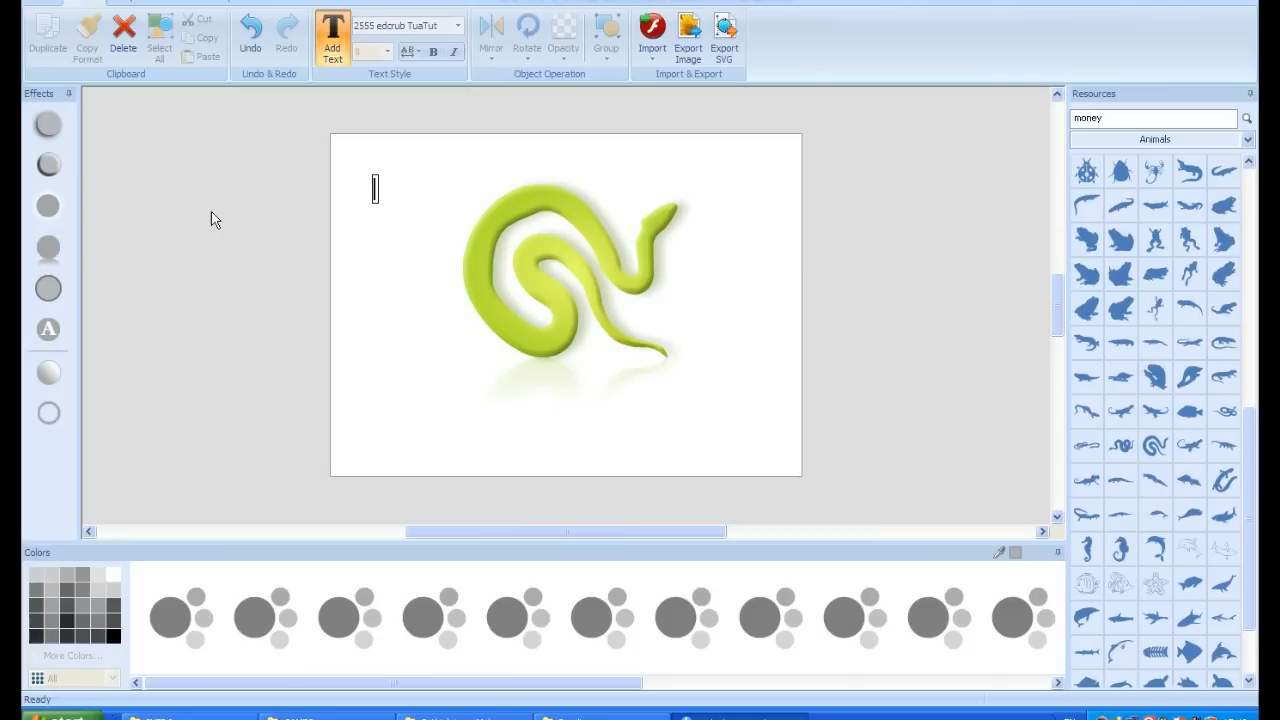 Duplicate
Copy
Format
Delete
Select
All
Cut
Copy
Paste
Undo
Redo
T
Add
Text
2555 edcrub TuaTut
AB
B
I
Mirror
Rotate
Opacity
Group
Import
Export
Image
Export
SVG
Clipboard
Undo & Redo
Text Style
Object Operation
Import & Export
Effects
Resources
money
Animals
A
Colors
More Colors...
All
Ready